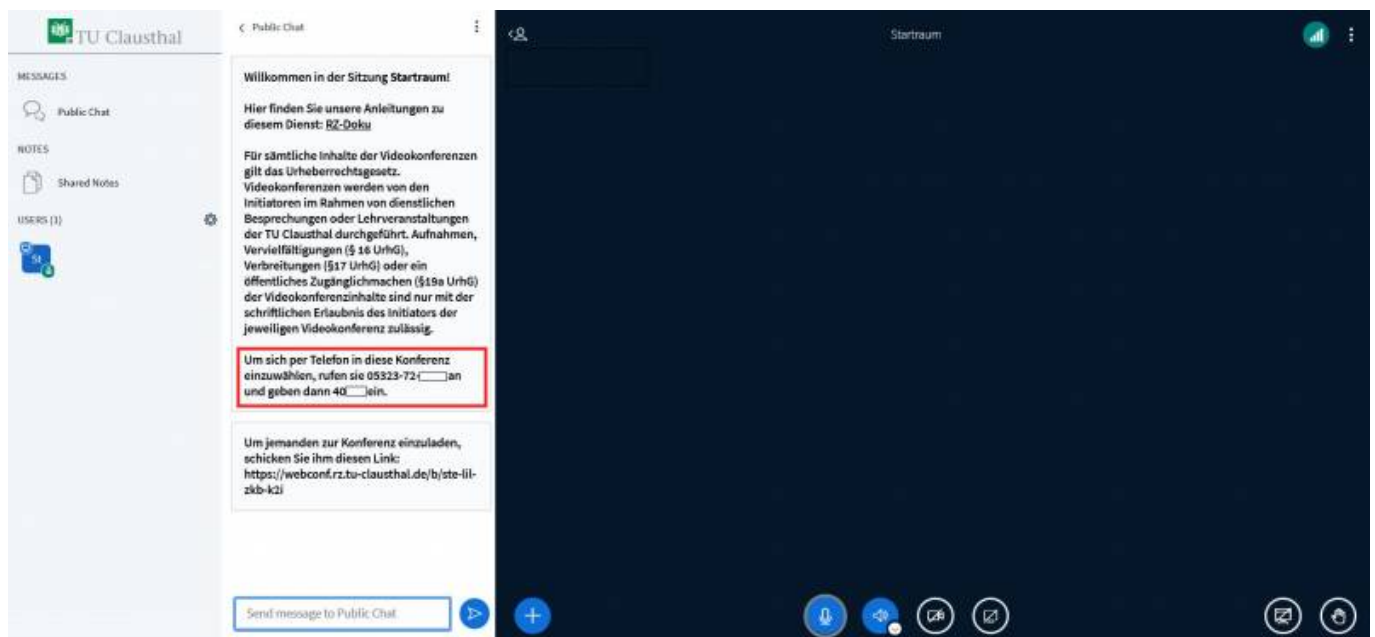 TU Clausthal
MESSAGES
Public Chat
NOTES
Shared Notes
USERS (1)
St
Public Chat
Willkommen in der Sitzung Startraum!
Hier finden Sie unsere Anleitungen zu
diesem Dienst: RZ-Doku
Für sämtliche Inhalte der Videokonferenzen
gilt das Urheberrechtsgesetz.
Videokonferenzen werden von den
Initiatoren im Rahmen von dienstlichen
Besprechungen oder Lehrveranstaltungen
der TU Clausthal durchgeführt. Aufnahmen,
Vervielfältigungen (§ 16 UrhG),
Verbreitungen (§17 UrhG) oder ein
öffentliches Zugänglichmachen (§19a UrhG)
der Videokonferenzinhalte sind nur mit der
schriftlichen Erlaubnis des Initiators der
jeweiligen Videokonferenz zulässig.
Um sich per Telefon in diese Konferenz
einzuwählen, rufen sie 05323-72- an
und geben dann 40 ein.
Um jemanden zur Konferenz einzuladen,
schicken Sie ihm diesen Link:
https://webconf.rz.tu-clausthal.de/b/ste-lil-
zkb-k2i
Send message to Public Chat
Startraum